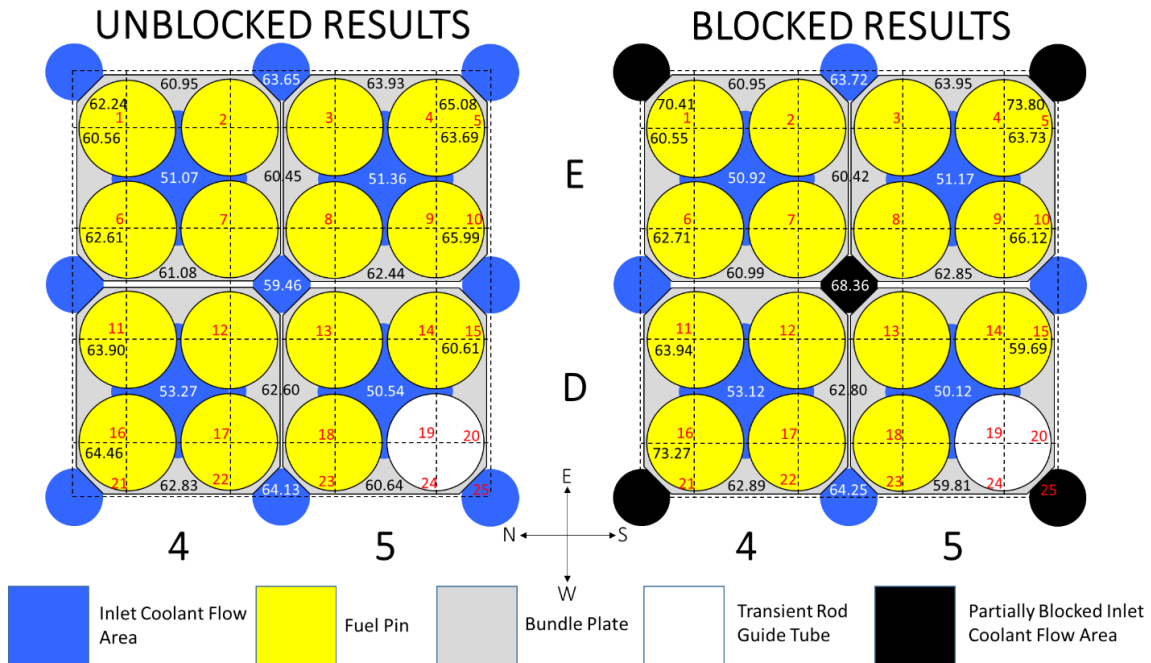 UNBLOCKED RESULTS BLOCKED RESULTS
60.95 63.65 63.93 60.95 63.72 63.95
62.24 65.08 70.41 73.80
1 2 3 4 5 1 2 3 4 5
60.56 63.69 60.55 63.73
51.07 60.45 51.36 E 50.92 60.42 51.17
6 7 8 9 10 6 7 8 9 10
62.61 65.99 62.71 66.12
61.08 62.44 60.99 62.85
59.46 68.36
11 12 13 14 15 11 12 13 14 15
63.90 60.61 63.94 59.69
53.27 62.60 50.54 D 53.12 62.80 50.12
16 17 18 19 20 16 17 18 19 20
64.46 73.27
21 62.83 22 64.13 23 60.64 24 25 21 62.89 22 64.25 23 59.81 24 25
E
N S
W
4 5 4 5
Inlet Coolant Flow
Area
Fuel Pin
Bundle Plate
Transient Rod
Guide Tube
Partially Blocked Inlet
Coolant Flow Area